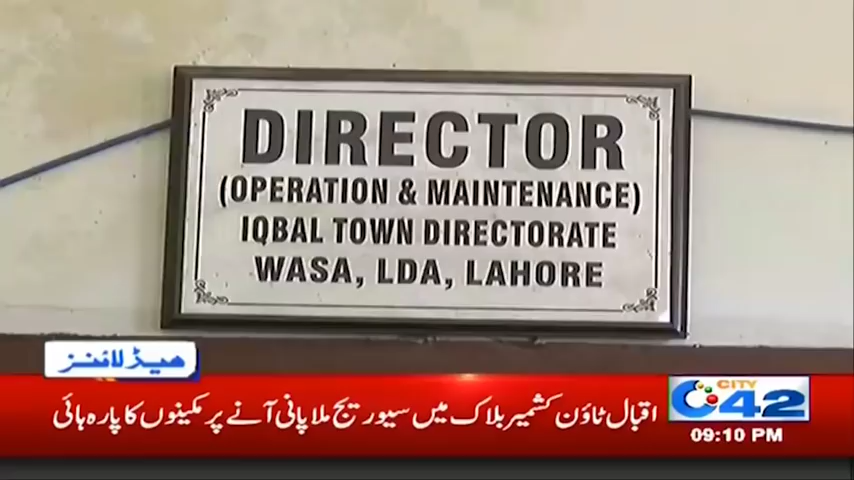 DIRECTOR
(OPERATION & MAINTENANCE)
IQBAL TOWN DIRECTORATE
WASA, LDA, LAHORE
ہیڈلائنز
اقبال ٹاؤن کشمیر بلاک میں سیوریج ملا پانی آنے پر مکینوں کا پارہ ہائی
CITY
42
09:10 PM